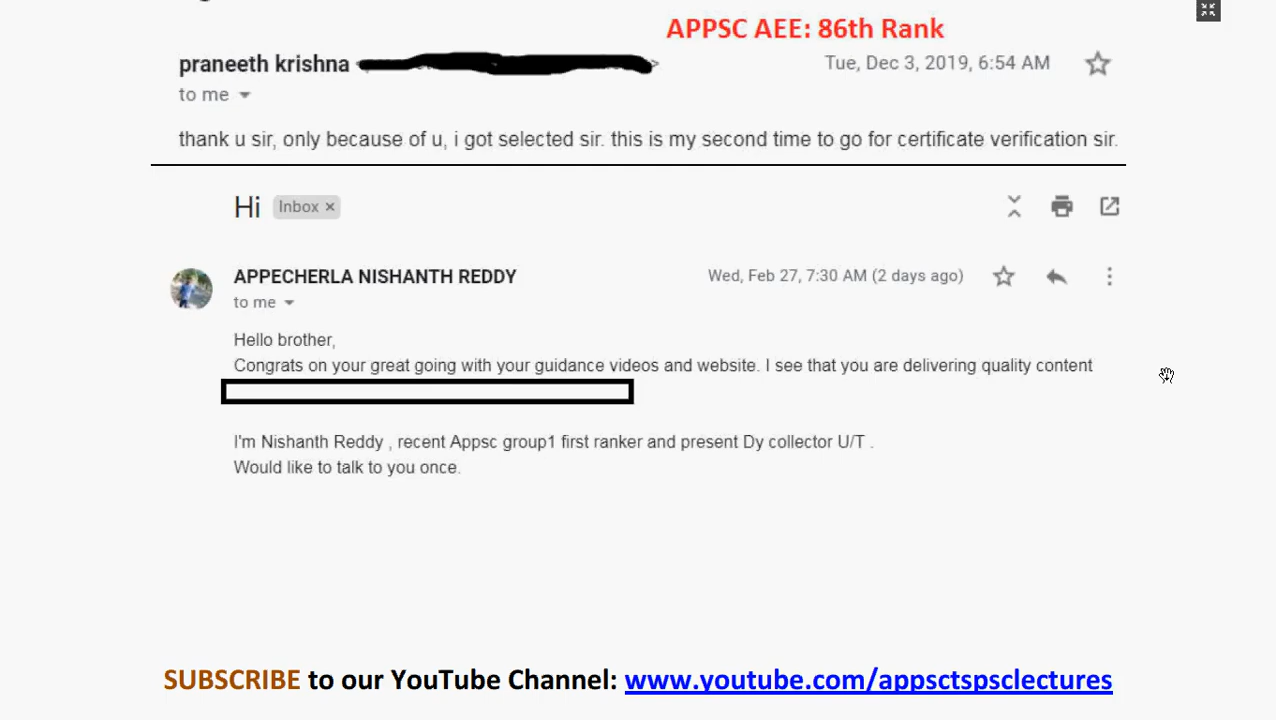 APPSC AEE: 86th Rank
praneeth krishna
Tue, Dec 3, 2019, 6:54 AM
to me
thank u sir, only because of u, i got selected sir. this is my second time to go for certificate verification sir.
Hi Inbox ×
APPECHERLA NISHANTH REDDY
Wed, Feb 27, 7:30 AM (2 days ago)
to me
Hello brother,
Congrats on your great going with your guidance videos and website. I see that you are delivering quality content
I'm Nishanth Reddy , recent Appsc group1 first ranker and present Dy collector U/T .
Would like to talk to you once.
SUBSCRIBE to our YouTube Channel: www.youtube.com/appsctspsclectures